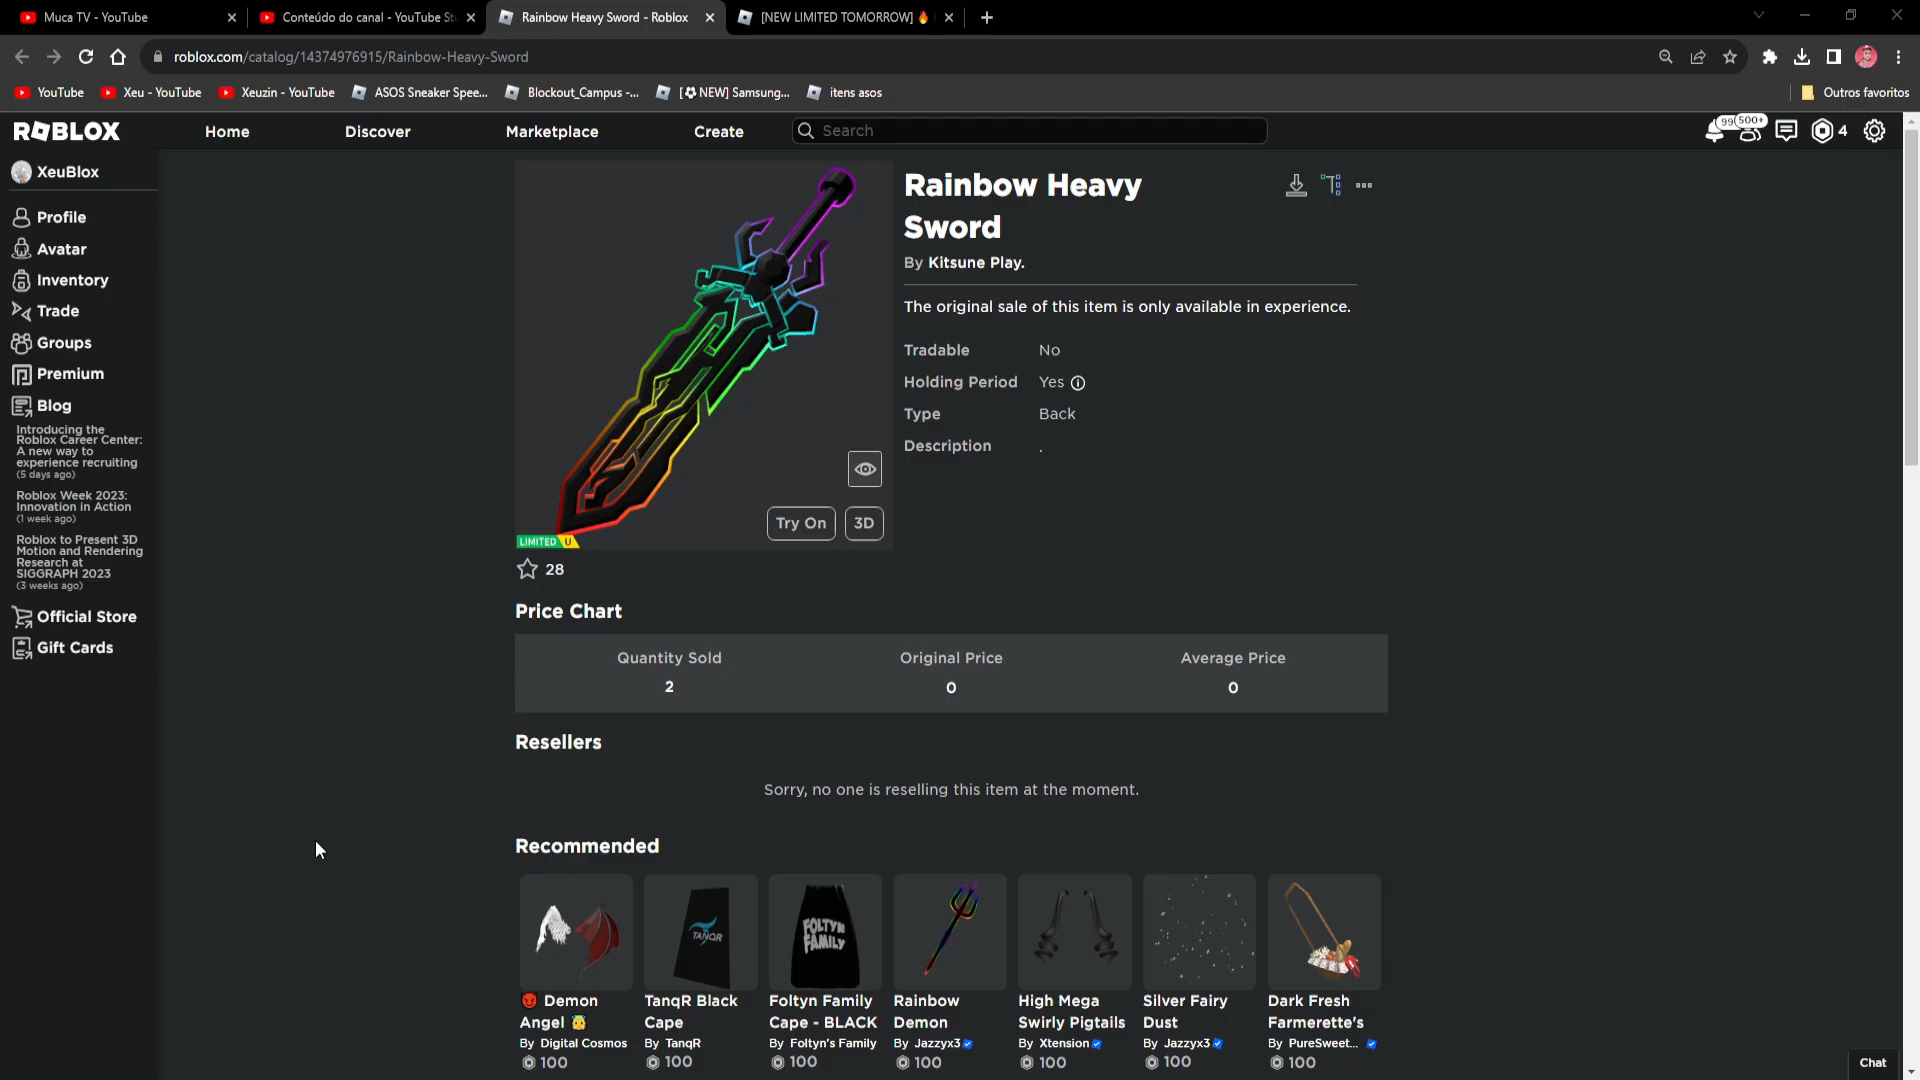 Muca TV - YouTube
Conteúdo do canal - YouTube St
Rainbow Heavy Sword - Roblox
[NEW LIMITED TOMORROW] 🔥
roblox.com/catalog/14374976915/Rainbow-Heavy-Sword
YouTube
Xeu - YouTube
Xeuzin - YouTube
ASOS Sneaker Spee...
Blockout_Campus -...
[⚽NEW] Samsung...
itens asos
Outros favoritos
ROBLOX
Home
Discover
Marketplace
Create
Search
99
500+
4
XeuBlox
Profile
Avatar
Inventory
Trade
Groups
Premium
Blog
Introducing the
Roblox Career Center:
A new way to
experience recruiting
(5 days ago)
Roblox Week 2023:
Innovation in Action
(1 week ago)
Roblox to Present 3D
Motion and Rendering
Research at
SIGGRAPH 2023
(3 weeks ago)
Official Store
Gift Cards
Try On
3D
LIMITED U
28
Rainbow Heavy
Sword
By Kitsune Play.
The original sale of this item is only available in experience.
Tradable No
Holding Period Yes
Type Back
Description .
Price Chart
Quantity Sold
2
Original Price
0
Average Price
0
Resellers
Sorry, no one is reselling this item at the moment.
Recommended
😈 Demon
Angel 👼
By Digital Cosmos
100
TANQR
TanqR Black
Cape
By TanqR
100
FOLTYN
FAMILY
Foltyn Family
Cape - BLACK
By Foltyn's Family
100
Rainbow
Demon
By Jazzyx3
100
High Mega
Swirly Pigtails
By Xtension
100
Silver Fairy
Dust
By Jazzyx3
100
Dark Fresh
Farmerette's
By PureSweet...
100
Chat